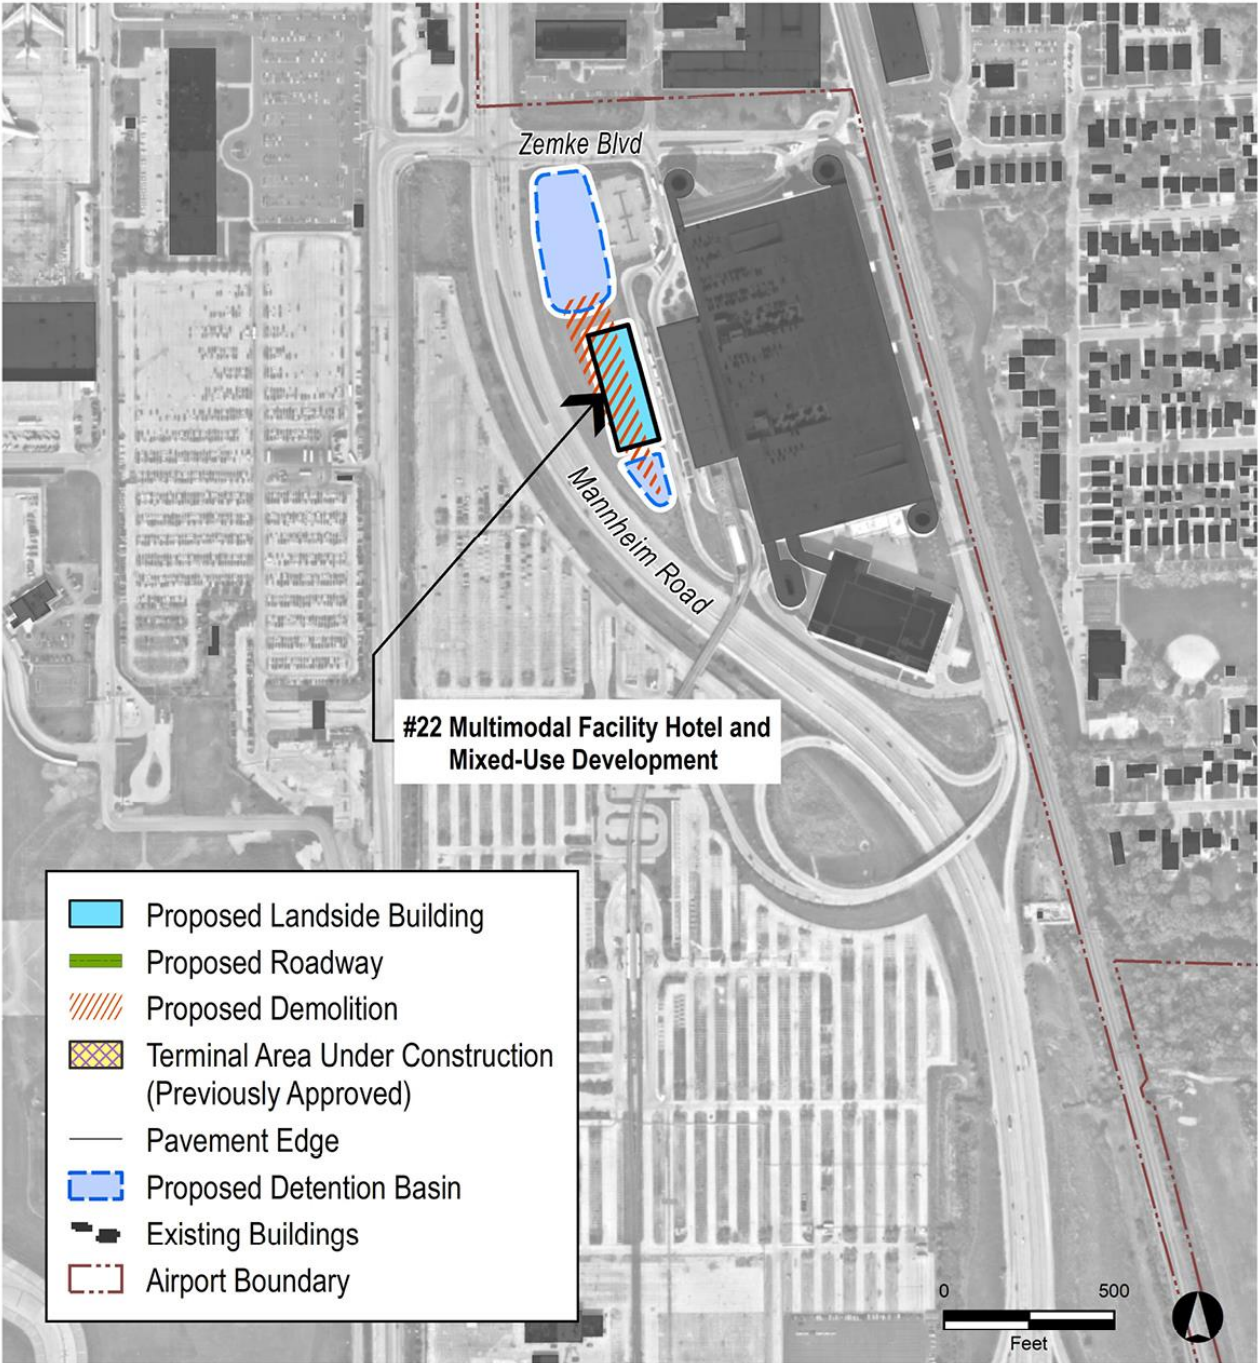 Zemke Blvd
Mannheim Road
#22 Multimodal Facility Hotel and
Mixed-Use Development
Proposed Landside Building
Proposed Roadway
Proposed Demolition
Terminal Area Under Construction
(Previously Approved)
Pavement Edge
Proposed Detention Basin
Existing Buildings
Airport Boundary
0 500
Feet